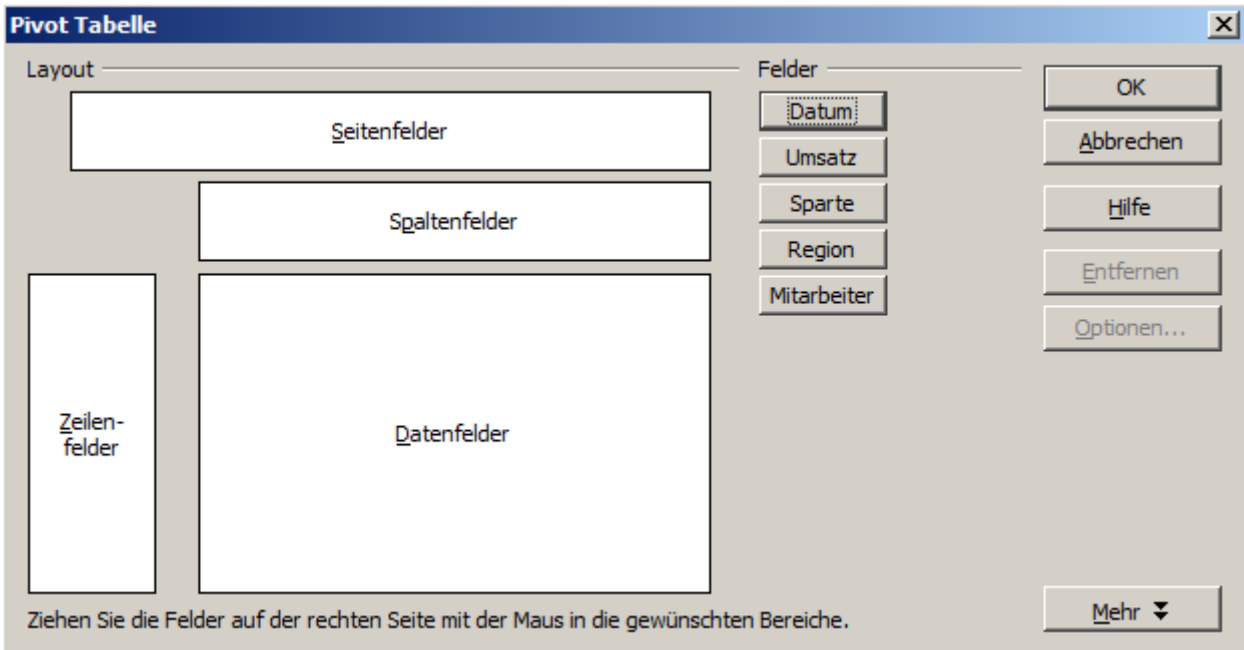 Pivot Tabelle
Layout
Seitenfelder
Spaltenfelder
Zeilen-
felder
Datenfelder
Felder
Datum
Umsatz
Sparte
Region
Mitarbeiter
OK
Abbrechen
Hilfe
Entfernen
Optionen...
Ziehen Sie die Felder auf der rechten Seite mit der Maus in die gewünschten Bereiche.
Mehr